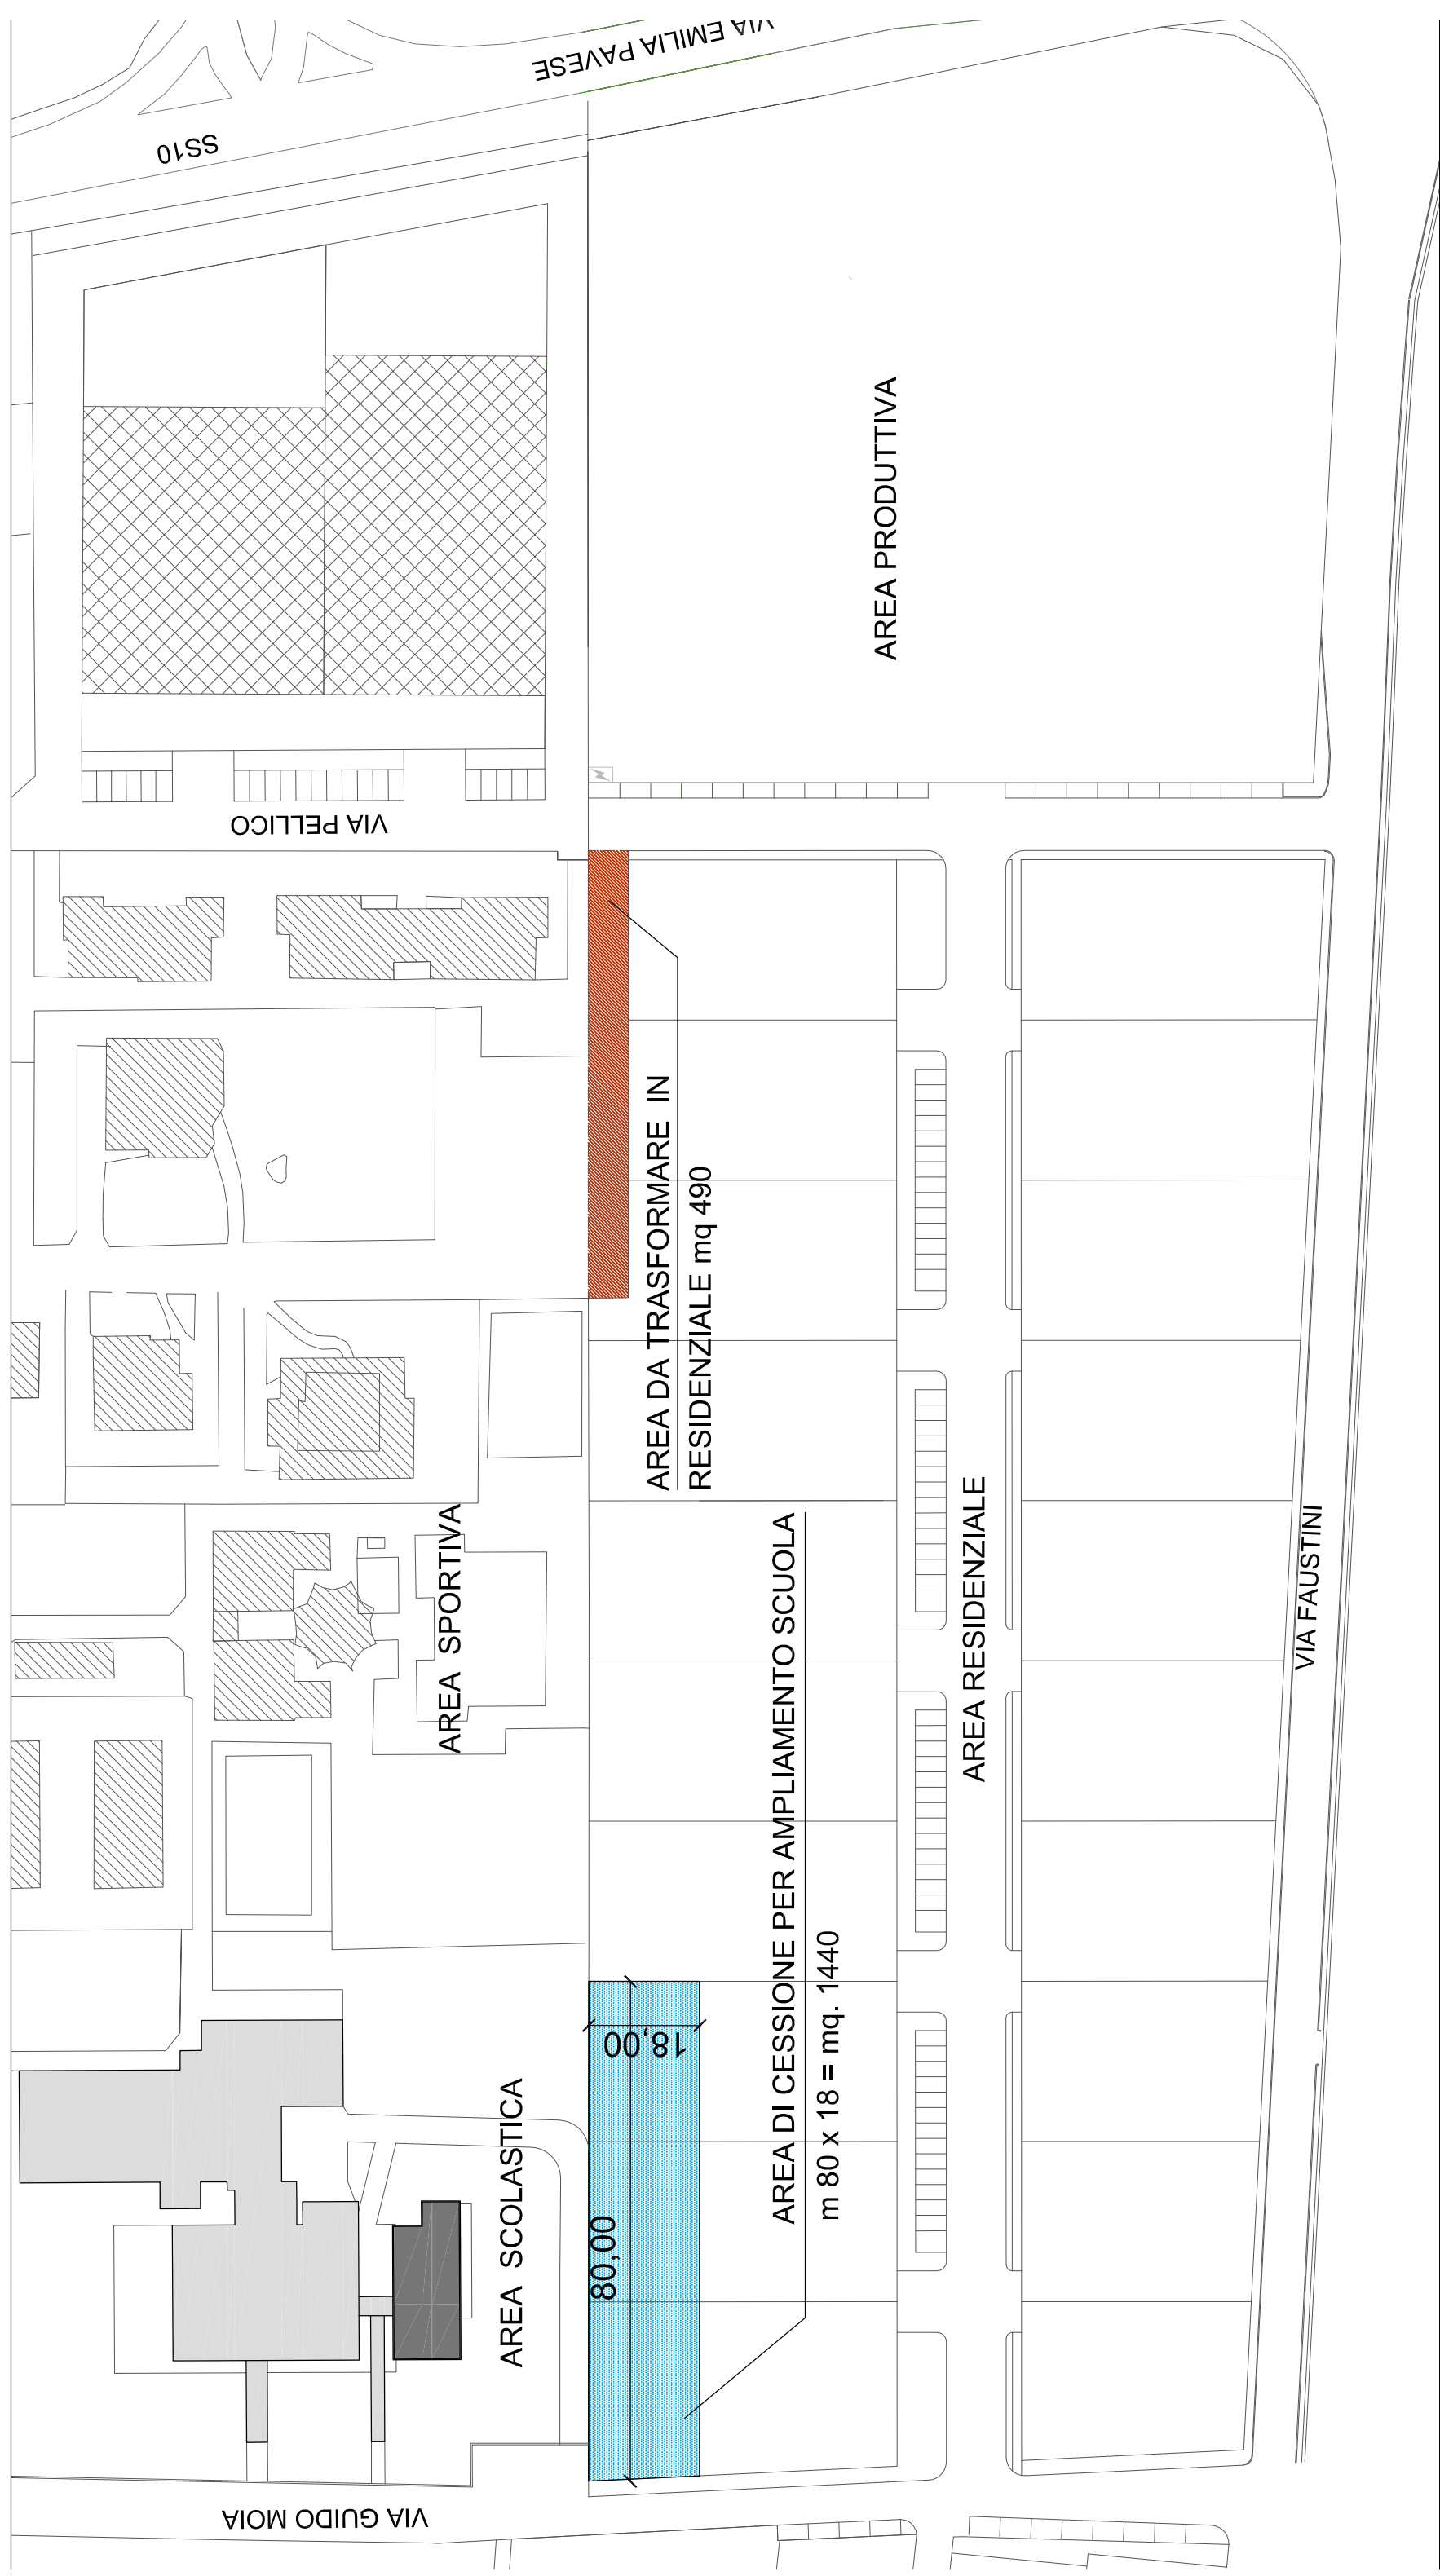 VIA EMILIA PAVESE
SS10
AREA PRODUTTIVA
VIA PELLICO
AREA DA TRASFORMARE IN
RESIDENZIALE mq 490
AREA SPORTIVA
AREA DI CESSIONE PER AMPLIAMENTO SCUOLA
m 80 x 18 = mq. 1440
AREA RESIDENZIALE
VIA FAUSTINI
18,00
80,00
AREA SCOLASTICA
VIA GUIDO MOIA